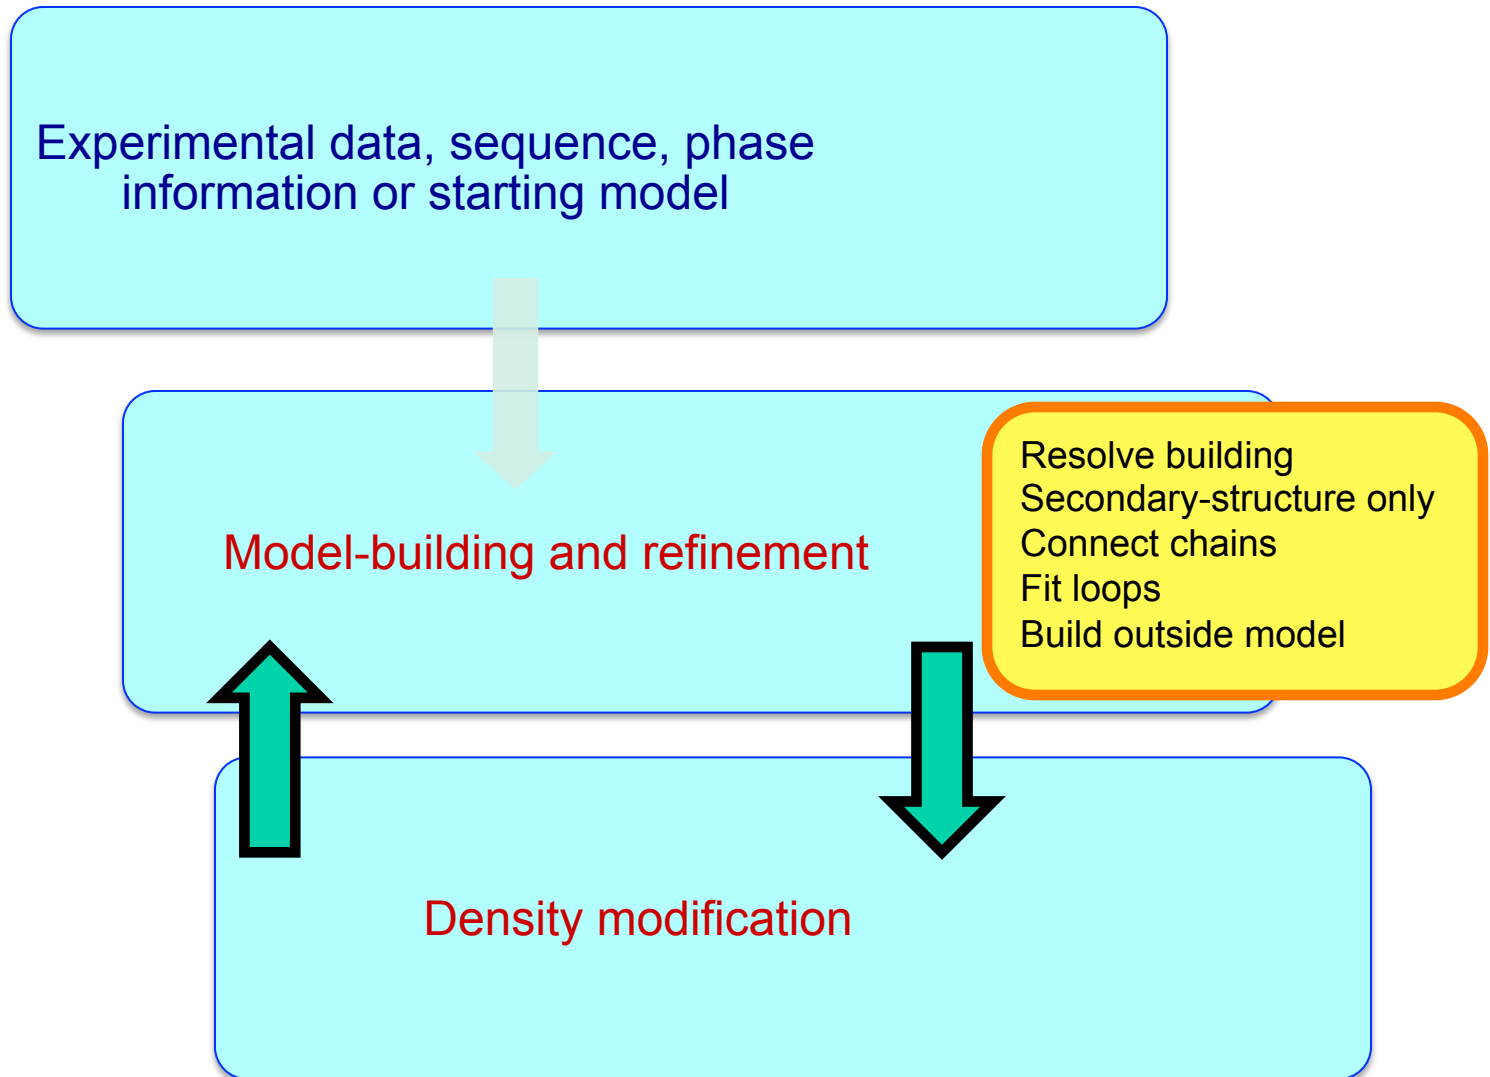 Experimental data, sequence, phase
information or starting model
Model-building and refinement
Resolve building
Secondary-structure only
Connect chains
Fit loops
Build outside model
Density modification